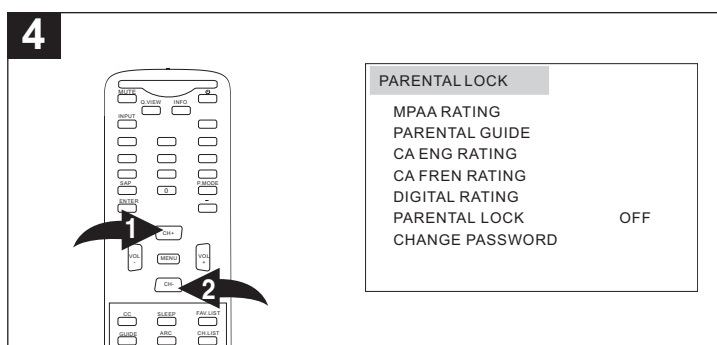 4
MUTE
Q.VIEW INFO
INPUT
SAP 0 P.MODE
ENTER –
1
CH+
VOL - MENU VOL +
CH-
2
CC SLEEP FAV.LIST
GUIDE ARC CH.LIST
PARENTAL LOCK
MPAA RATING
PARENTAL GUIDE
CA ENG RATING
CA FREN RATING
DIGITAL RATING
PARENTAL LOCK OFF
CHANGE PASSWORD